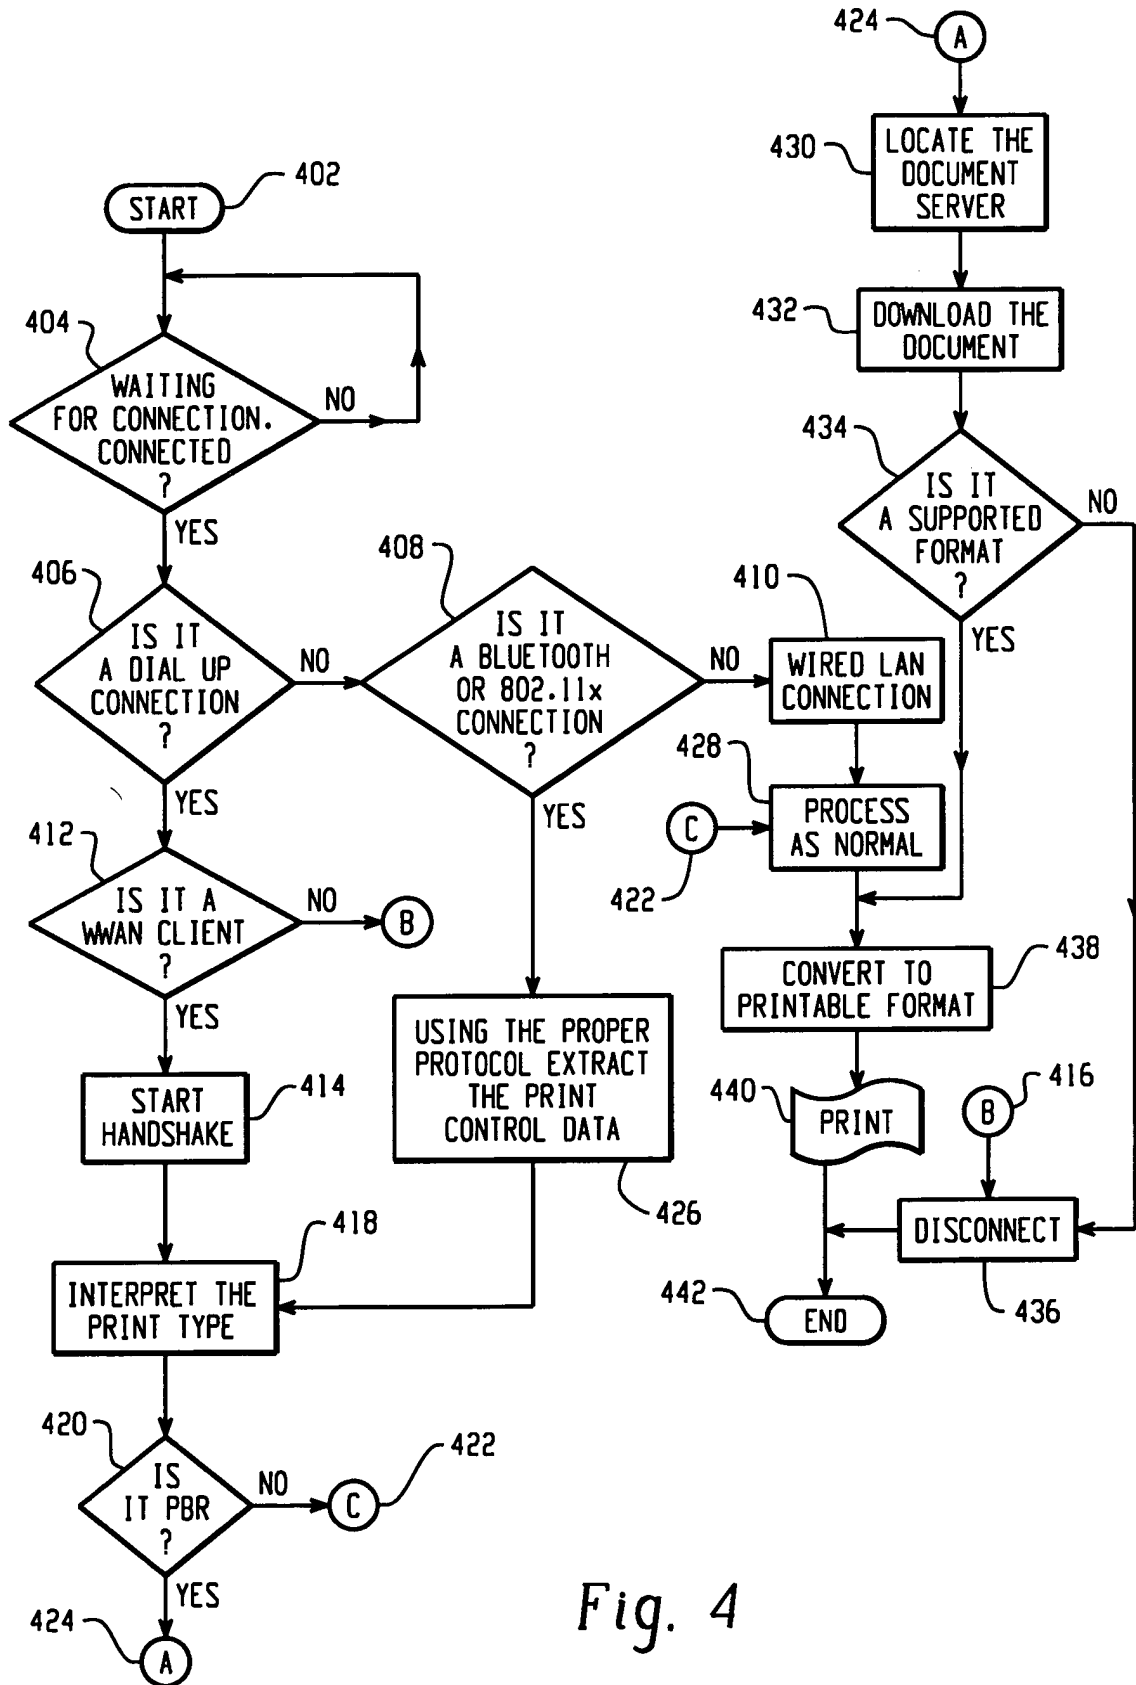 402
START
404
WAITING
FOR CONNECTION.
CONNECTED
?
NO
YES
406
IS IT
A DIAL UP
CONNECTION
?
NO
YES
408
IS IT
A BLUETOOTH
OR 802.11x
CONNECTION
?
NO
YES
410
WIRED LAN
CONNECTION
412
IS IT A
WWAN CLIENT
?
NO
B
YES
414
START
HANDSHAKE
USING THE PROPER
PROTOCOL EXTRACT
THE PRINT
CONTROL DATA
426
418
INTERPRET THE
PRINT TYPE
420
IS
IT PBR
?
NO
C
422
YES
424
A
424
A
430
LOCATE THE
DOCUMENT
SERVER
432
DOWNLOAD THE
DOCUMENT
434
IS IT
A SUPPORTED
FORMAT
?
NO
YES
428
PROCESS
AS NORMAL
C
422
438
CONVERT TO
PRINTABLE FORMAT
440
PRINT
416
B
DISCONNECT
436
442
END
Fig. 4